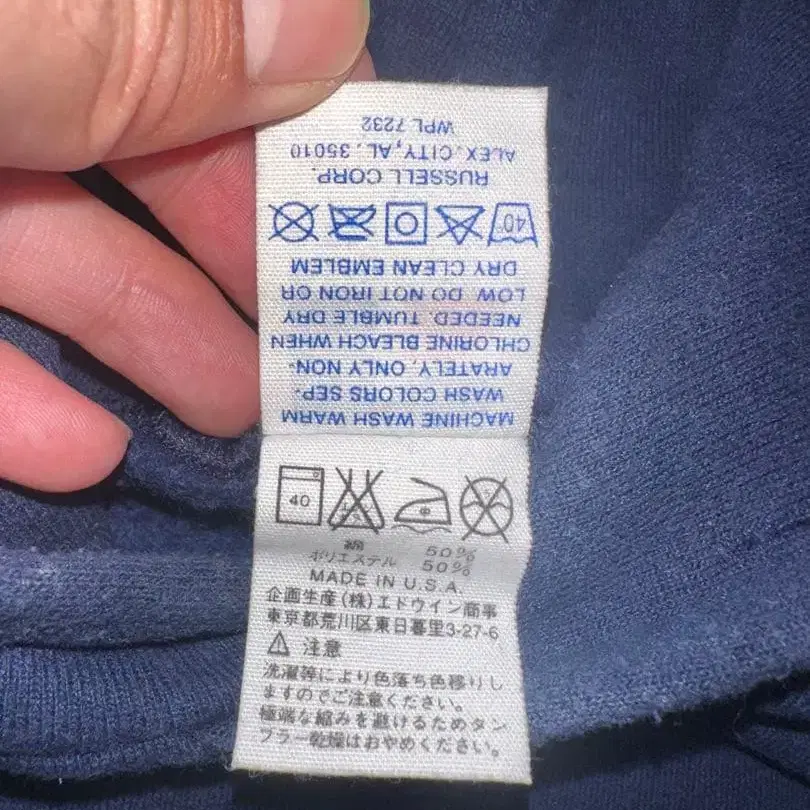 MACHINE WASH WARM
WASH COLORS SEP-
ARATELY, ONLY NON-
CHLORINE BLEACH WHEN
NEEDED. TUMBLE DRY
LOW DO NOT IRON OR
DRY CLEAN EMBLEM
40°
RUSSELL CORP.
ALEX. CITY, AL. 35010
WPL 7232
40
綿 50%
ポリエステル 50%
MADE IN U.S.A.
企画生産(株)エドウイン商事
東京都荒川区東日暮里3-27-6
注意
洗濯等により色落ち色移りし
ますのでご注意ください。
極端な縮みを避けるためタン
ブラー乾燥はおやめください。